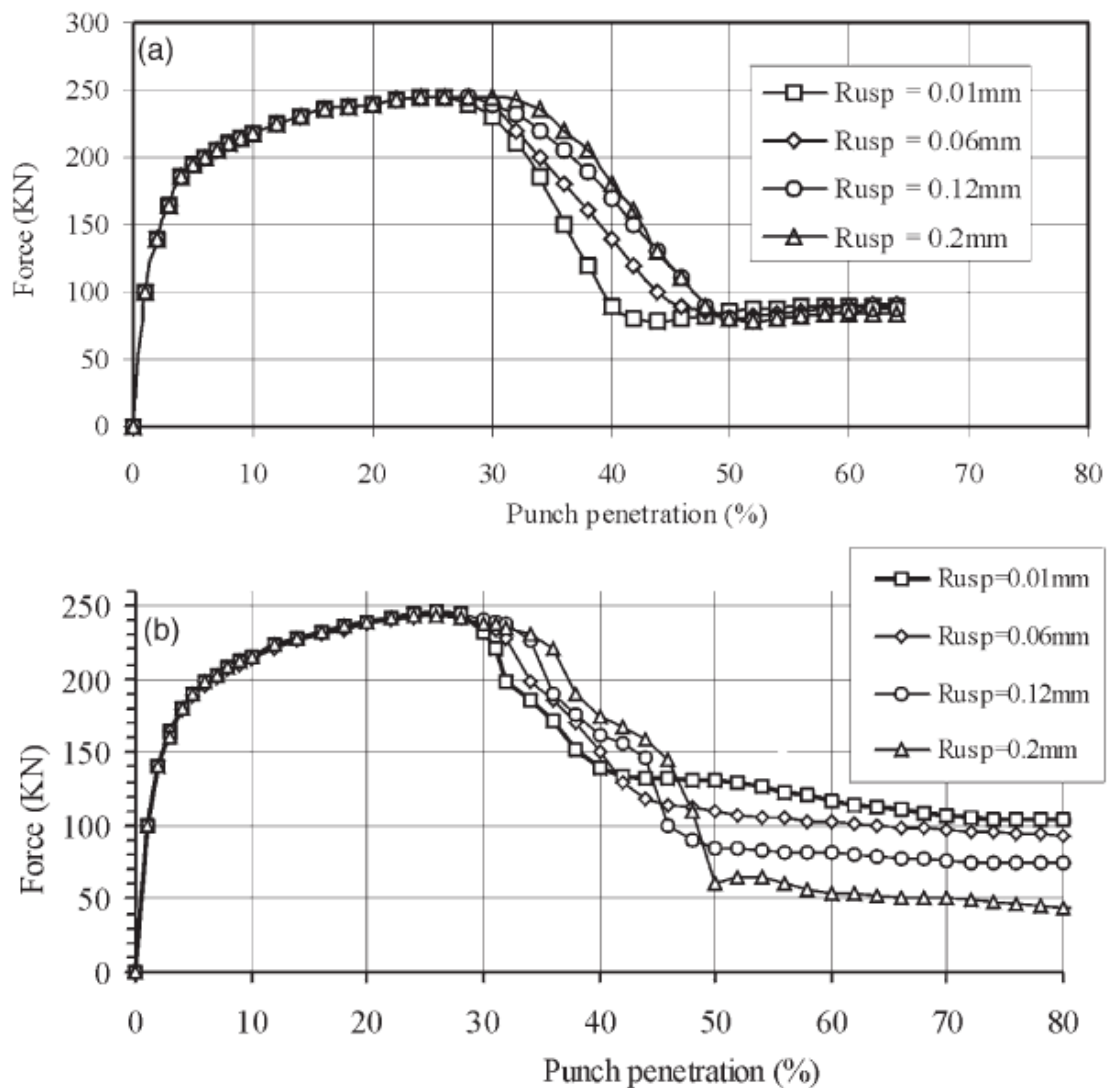 (a)
300
250
200
150
100
50
0
Force (KN)
Rusp = 0.01mm
Rusp = 0.06mm
Rusp = 0.12mm
Rusp = 0.2mm
0 10 20 30 40 50 60 70 80
Punch penetration (%)
(b)
250
200
150
100
50
0
Force (KN)
Rusp=0.01mm
Rusp=0.06mm
Rusp=0.12mm
Rusp=0.2mm
0 10 20 30 40 50 60 70 80
Punch penetration (%)